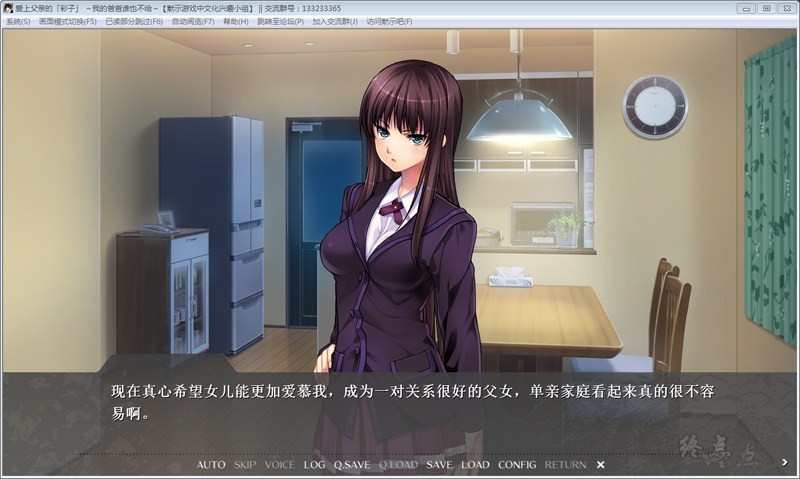 爱上父亲的「彩子」 ~我的爸爸谁也不给~【默示游戏中文化兴趣小组】 || 交流群号：133233365
系统(S) 画面模式切换(F5) 已读部分跳过(F6) 自动阅览(F7) 帮助(H) 跳转至论坛(P) 加入交流群(J) 访问默示吧(F)
现在真心希望女儿能更加爱慕我，成为一对关系很好的父女，单亲家庭看起来真的很不容
易啊。
AUTO SKIP VOICE LOG Q.SAVE Q.LOAD SAVE LOAD CONFIG RETURN